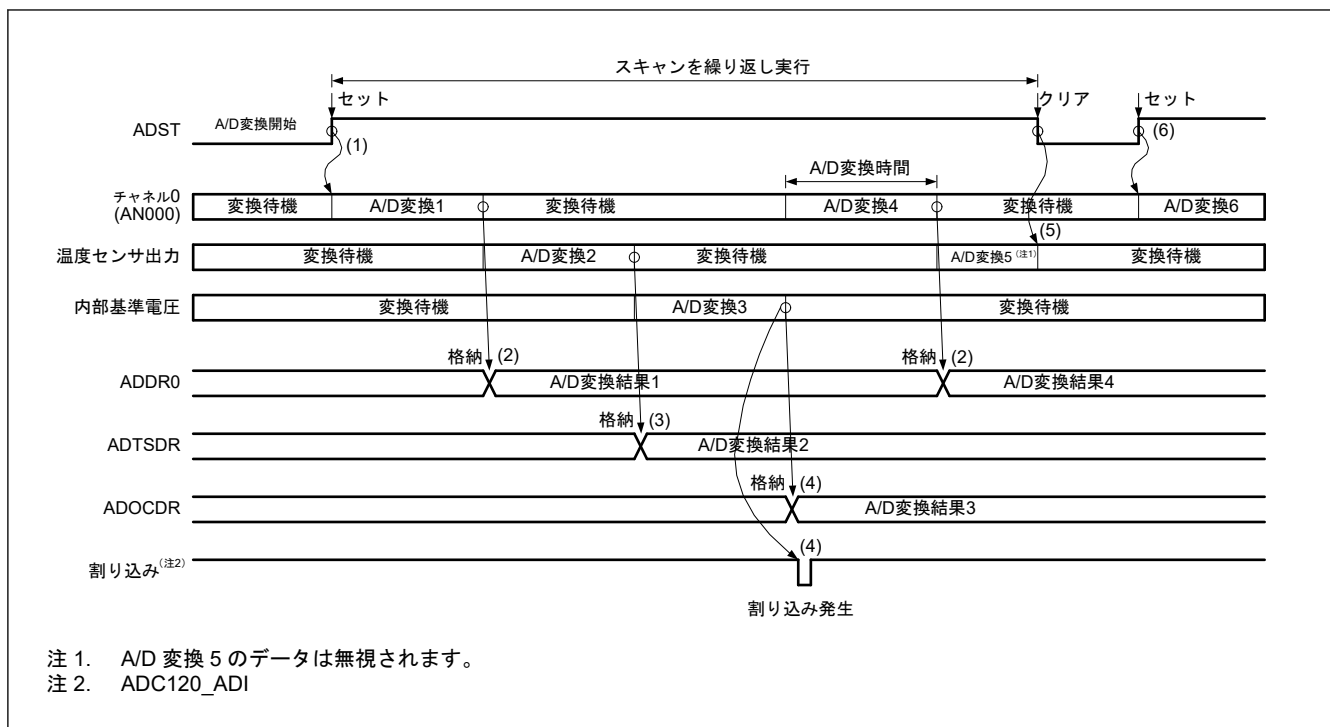 スキャンを繰り返し実行
セット クリア セット
ADST A/D変換開始 (1) (6)
A/D変換時間
チャネル0
(AN000) 変換待機 A/D変換1 変換待機 A/D変換4 変換待機 A/D変換6
(5)
温度センサ出力 変換待機 A/D変換2 変換待機 A/D変換5(注1) 変換待機
内部基準電圧 変換待機 A/D変換3 変換待機
格納 (2) 格納 (2)
ADDR0 A/D変換結果1 A/D変換結果4
格納 (3)
ADTSDR A/D変換結果2
格納 (4)
ADOCDR A/D変換結果3
(4)
割り込み(注2)
割り込み発生
注 1. A/D 変換 5 のデータは無視されます。
注 2. ADC120_ADI